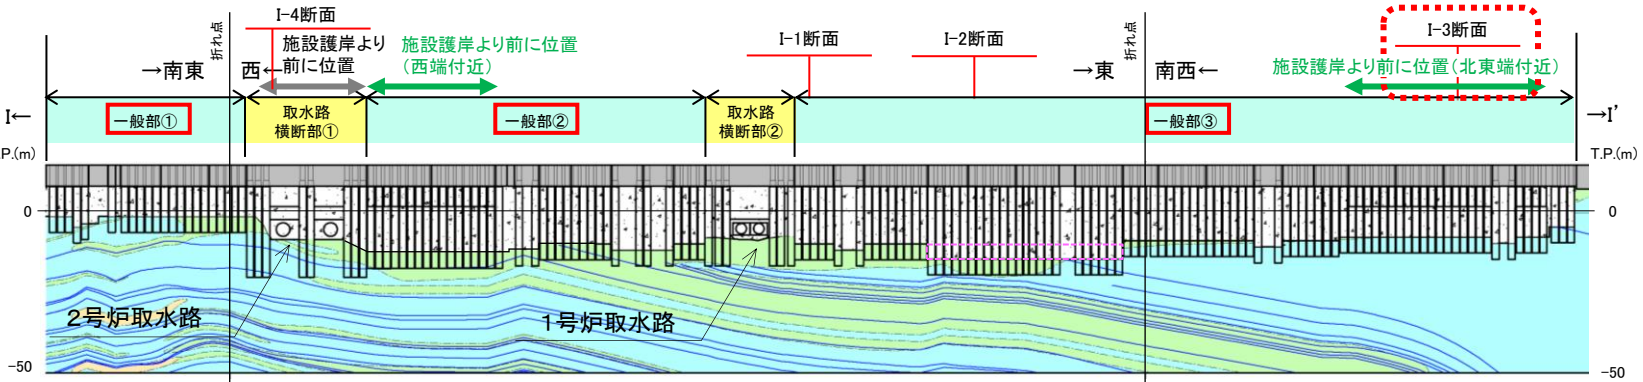 I-4断面
折れ点
施設護岸より
前に位置
施設護岸より前に位置
(西端付近)
I-1断面
I-2断面
折れ点
I-3断面
→南東
西←
→東
南西←
施設護岸より前に位置(北東端付近)
I←
一般部①
取水路
横断部①
一般部②
取水路
横断部②
一般部③
→I'
.P.(m)
T.P.(m)
0
0
2号炉取水路
1号炉取水路
-50
-50